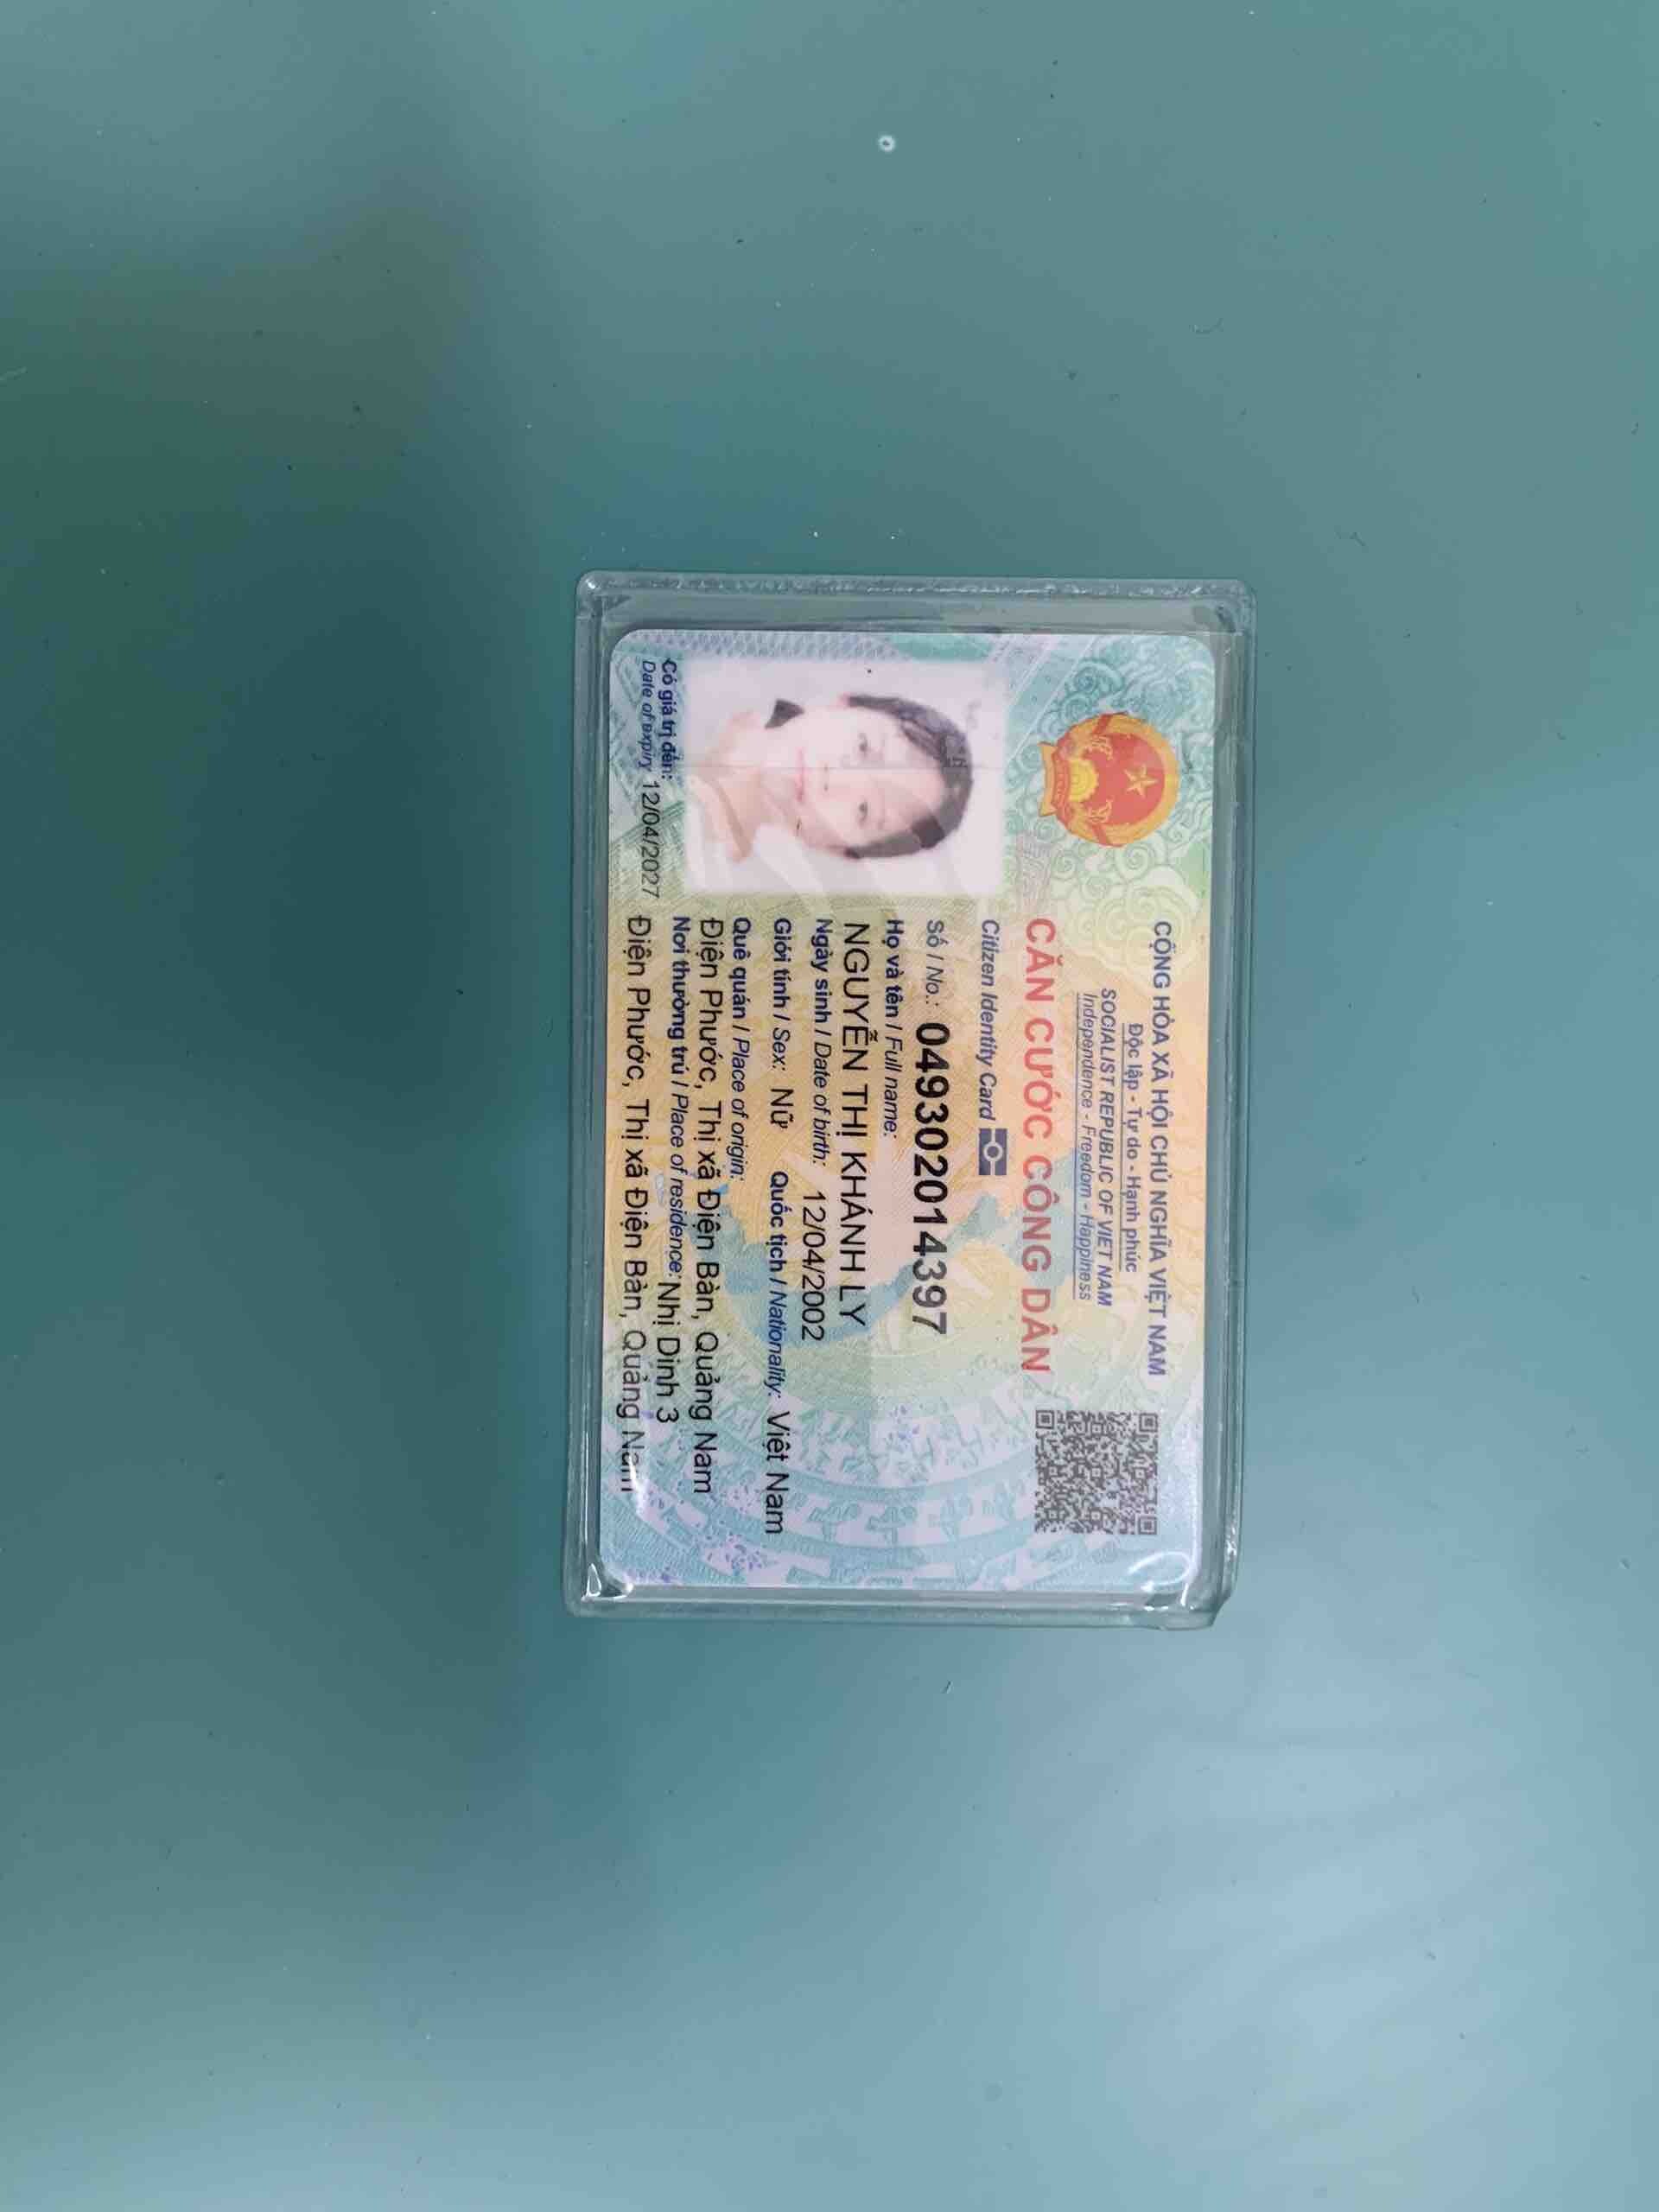 CỘNG HÒA XÃ HỘI CHỦ NGHĨA VIỆT NAM
Độc lập - Tự do - Hạnh phúc
SOCIALIST REPUBLIC OF VIET NAM
Independence - Freedom - Happiness
CĂN CƯỚC CÔNG DÂN
Citizen Identity Card
Số / No.: 049302014397
Họ và tên / Full name:
NGUYỄN THỊ KHÁNH LY
Ngày sinh / Date of birth: 12/04/2002
Giới tính / Sex: Nữ Quốc tịch / Nationality: Việt Nam
Quê quán / Place of origin:
Điện Phước, Thị xã Điện Bàn, Quảng Nam
Nơi thường trú / Place of residence: Nhị Dinh 3
Điện Phước, Thị xã Điện Bàn, Quảng Nam
Có giá trị đến: 12/04/2027
Date of expiry